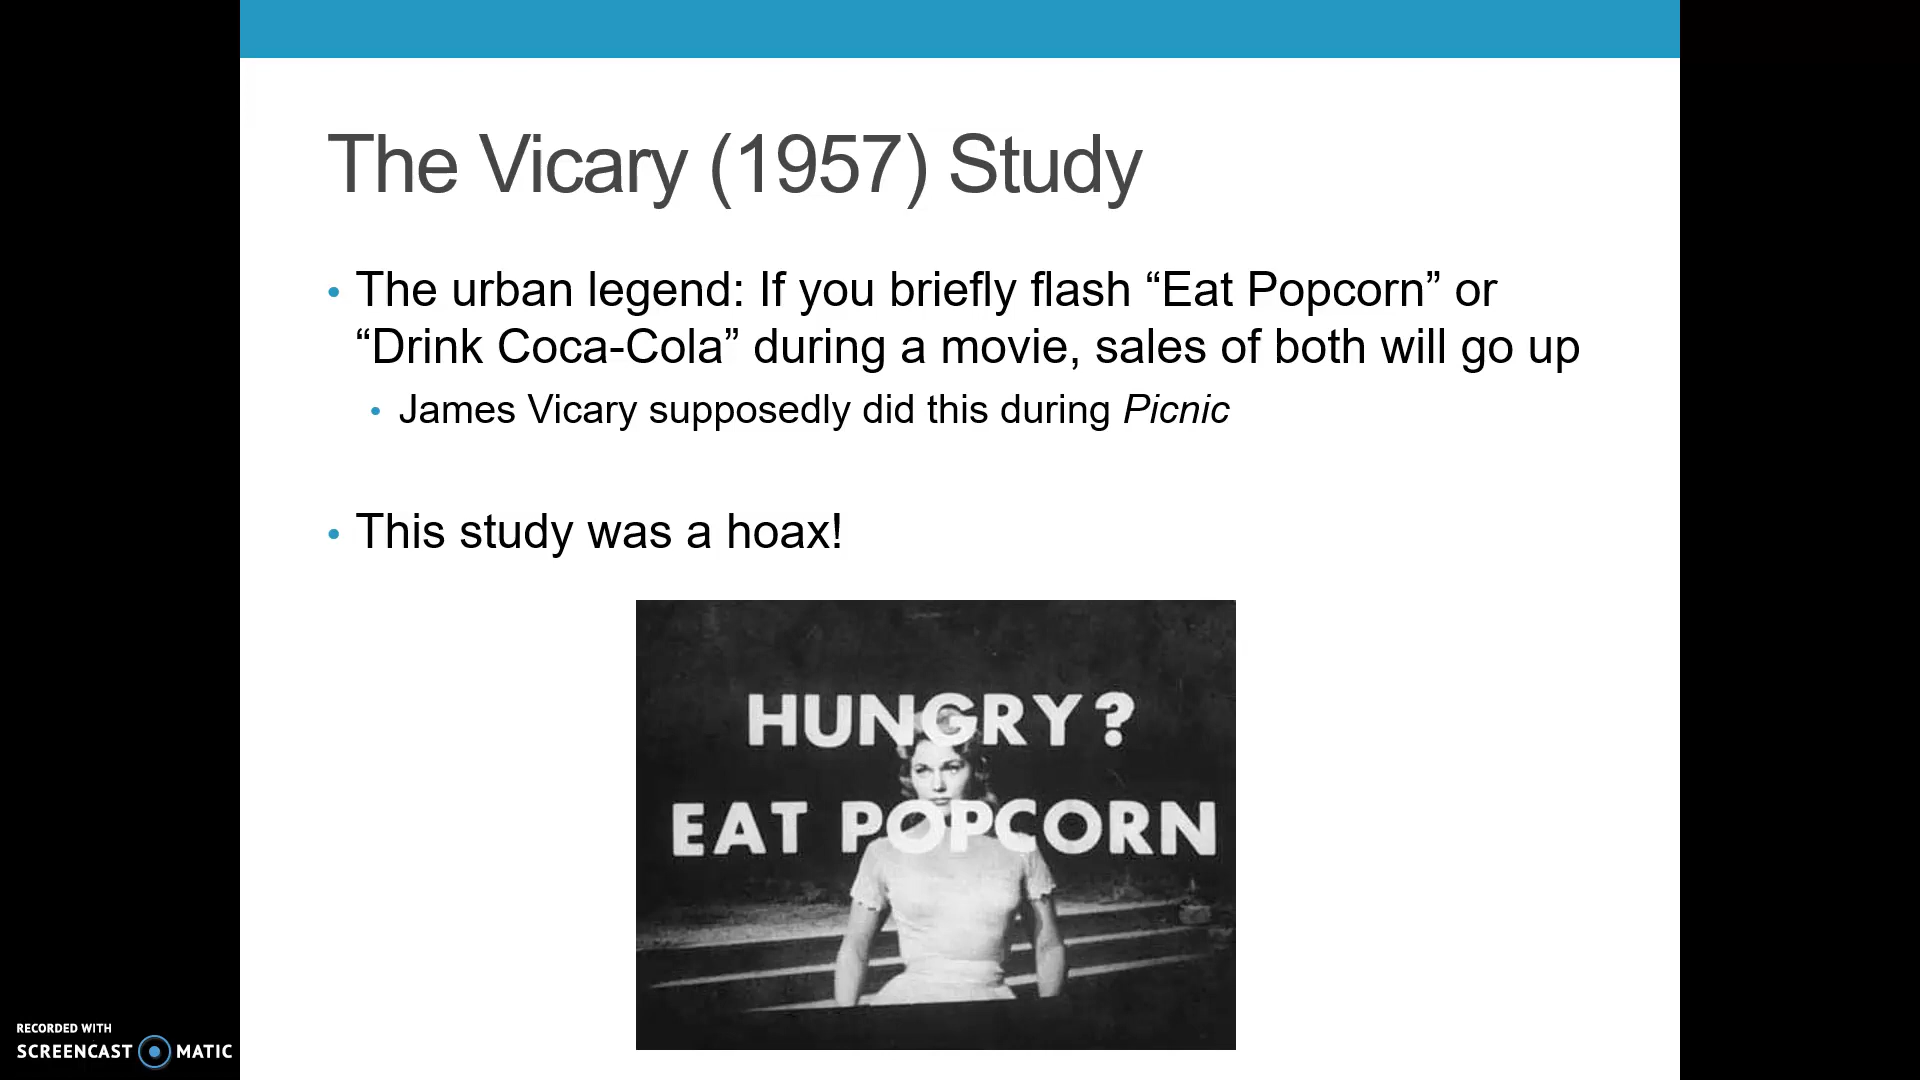 The Vicary (1957) Study
• The urban legend: If you briefly flash “Eat Popcorn” or
“Drink Coca-Cola” during a movie, sales of both will go up
• James Vicary supposedly did this during Picnic
• This study was a hoax!
HUNGRY?
EAT POPCORN
RECORDED WITH
SCREENCAST MATIC